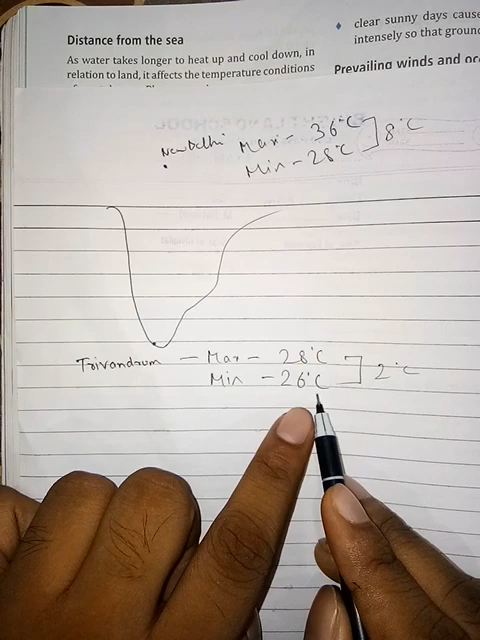 Distance from the sea
As water takes longer to heat up and cool down, in
relation to land, it affects the temperature conditions
clear sunny days cause
intensely so that ground
Prevailing winds and
New Delhi Max - 36°C ] 8°C
Min - 28°C
Trivandrum - Max - 28°C ] 2°C
Min - 26°C